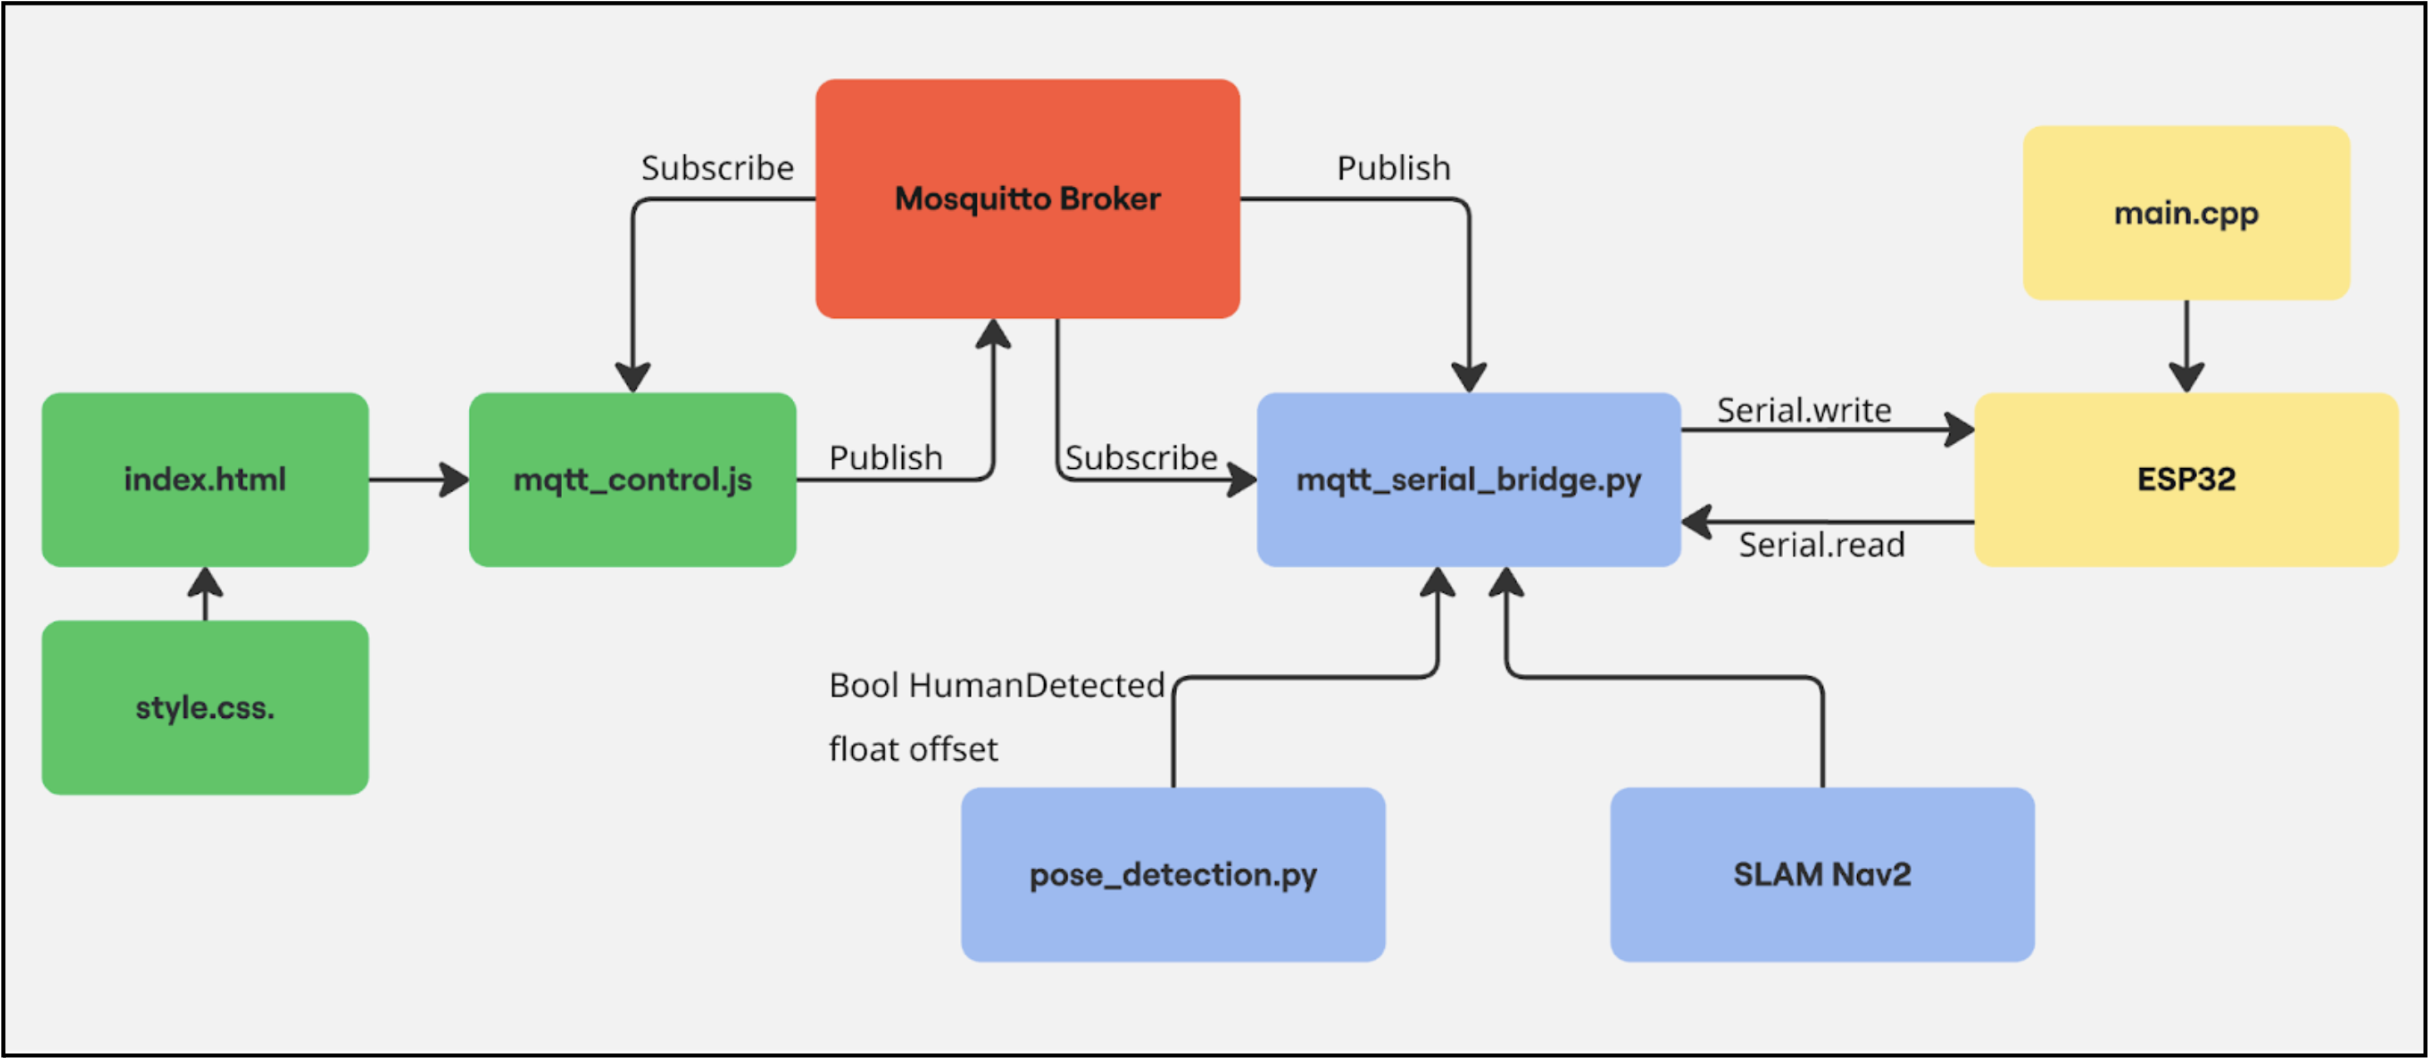 Mosquitto Broker
Subscribe
Publish
main.cpp
index.html
mqtt_control.js
Publish
Subscribe
mqtt_serial_bridge.py
Serial.write
Serial.read
ESP32
style.css.
Bool HumanDetected
float offset
pose_detection.py
SLAM Nav2